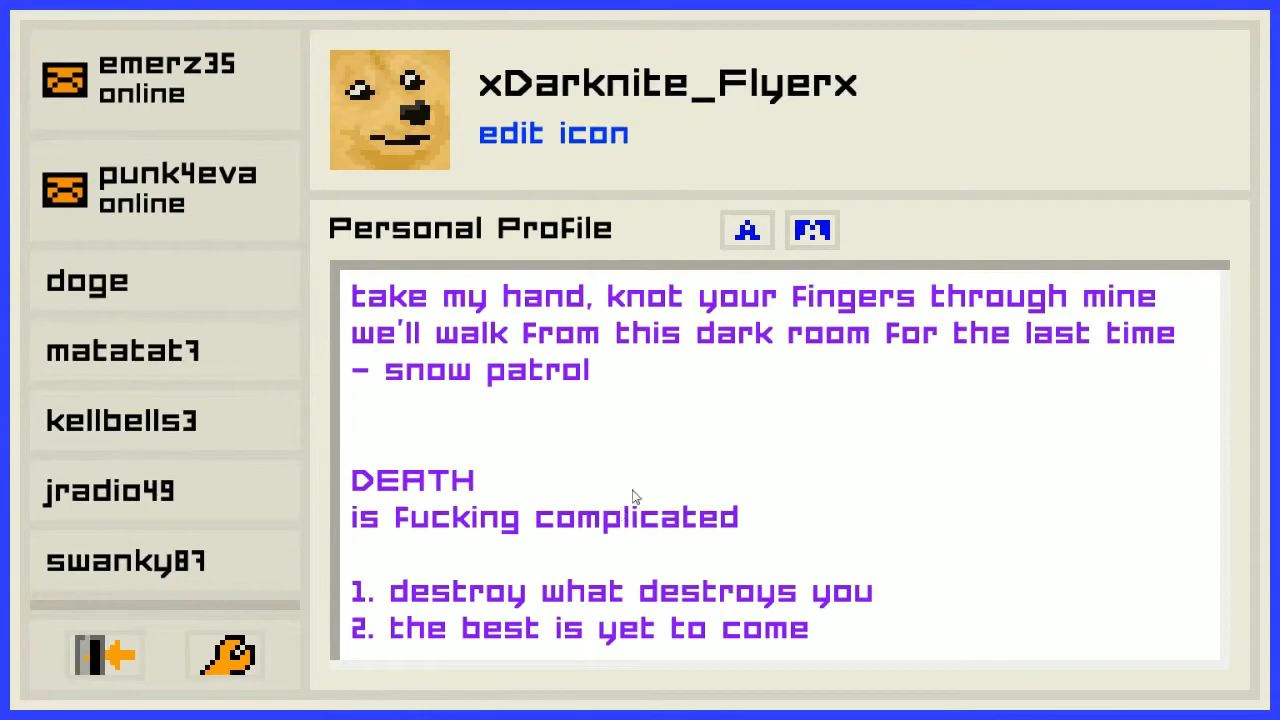 emerz35
online
punk4eva
online
doge
matatat7
kellbells3
jradio49
swanky87
xDarknite_Flyerx
edit icon
Personal Profile
A
take my hand, knot your fingers through mine
we'll walk from this dark room for the last time
- snow patrol
DEATH
is fucking complicated
1. destroy what destroys you
2. the best is yet to come